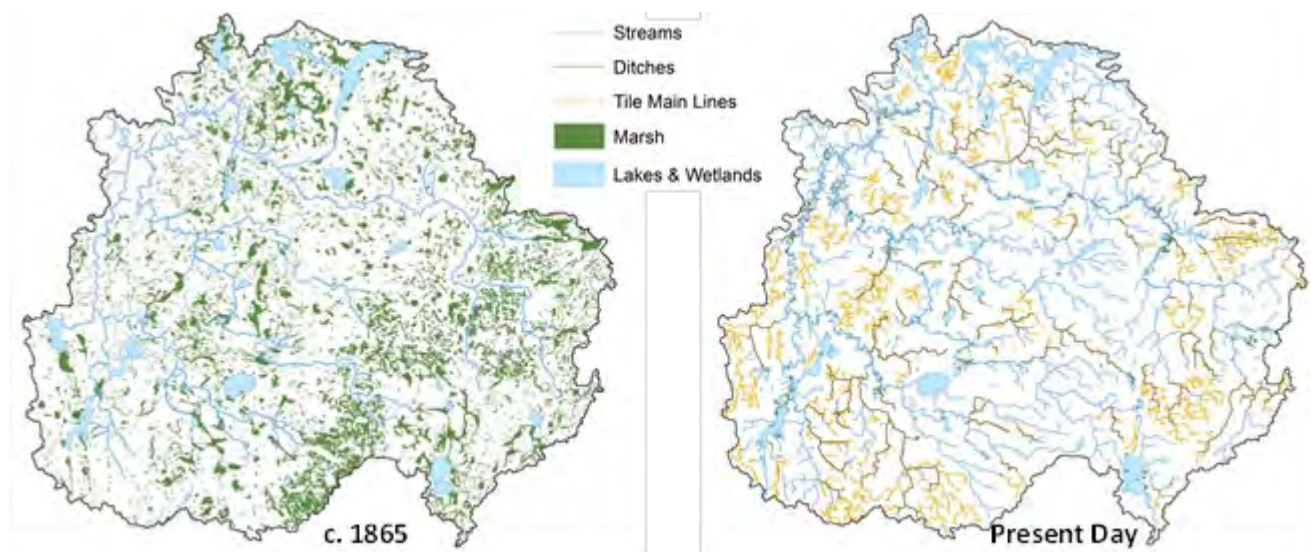 Streams
Ditches
Tile Main Lines
Marsh
Lakes & Wetlands
c. 1865
Present Day